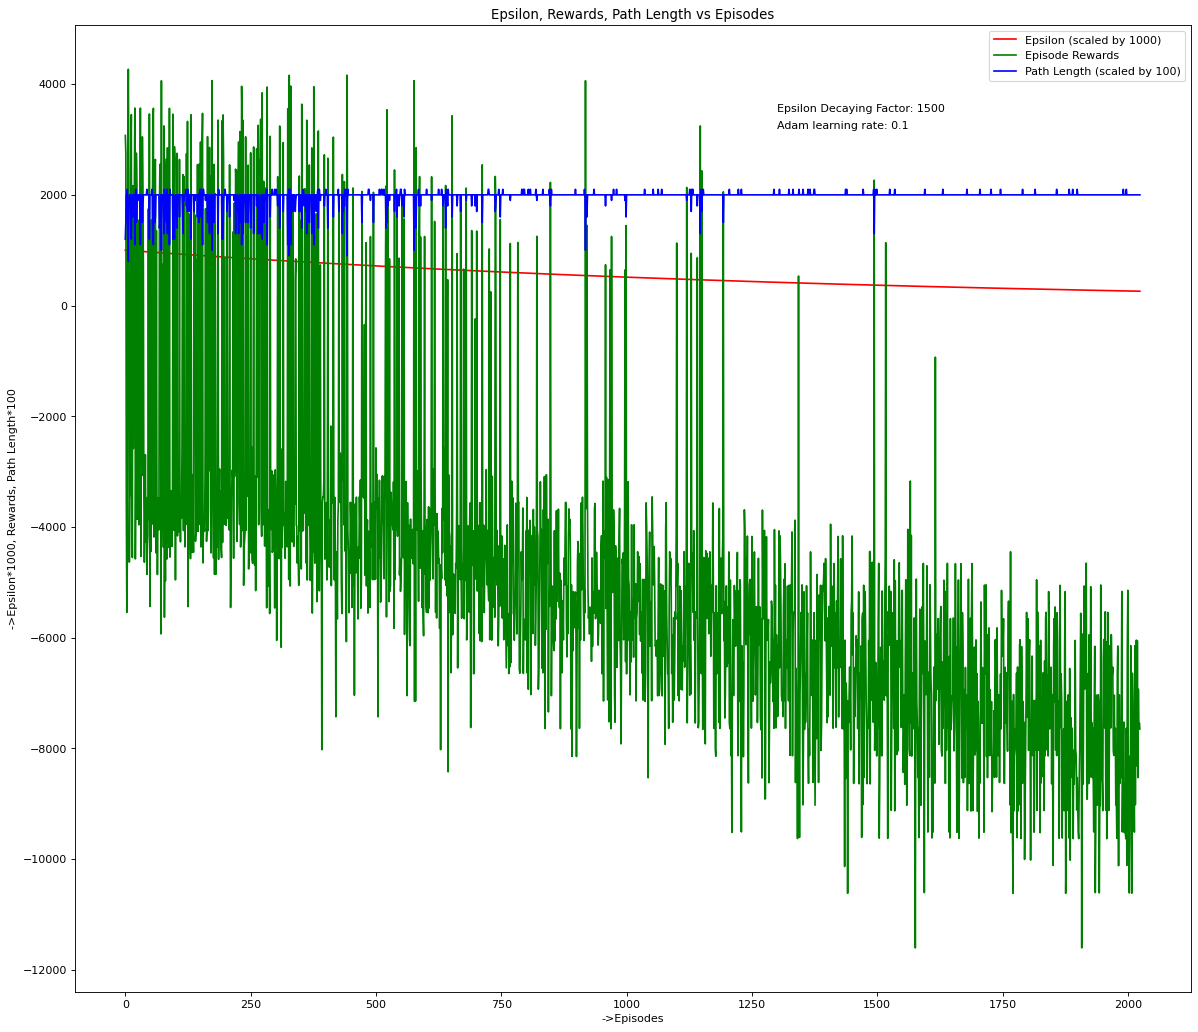 Epsilon, Rewards, Path Length vs Episodes
Epsilon (scaled by 1000)
Episode Rewards
Path Length (scaled by 100)
Epsilon Decaying Factor: 1500
Adam learning rate: 0.1
4000
2000
0
−2000
−4000
−6000
−8000
−10000
−12000
->Epsilon*1000, Rewards, Path Length*100
0
250
500
750
1000
1250
1500
1750
2000
->Episodes